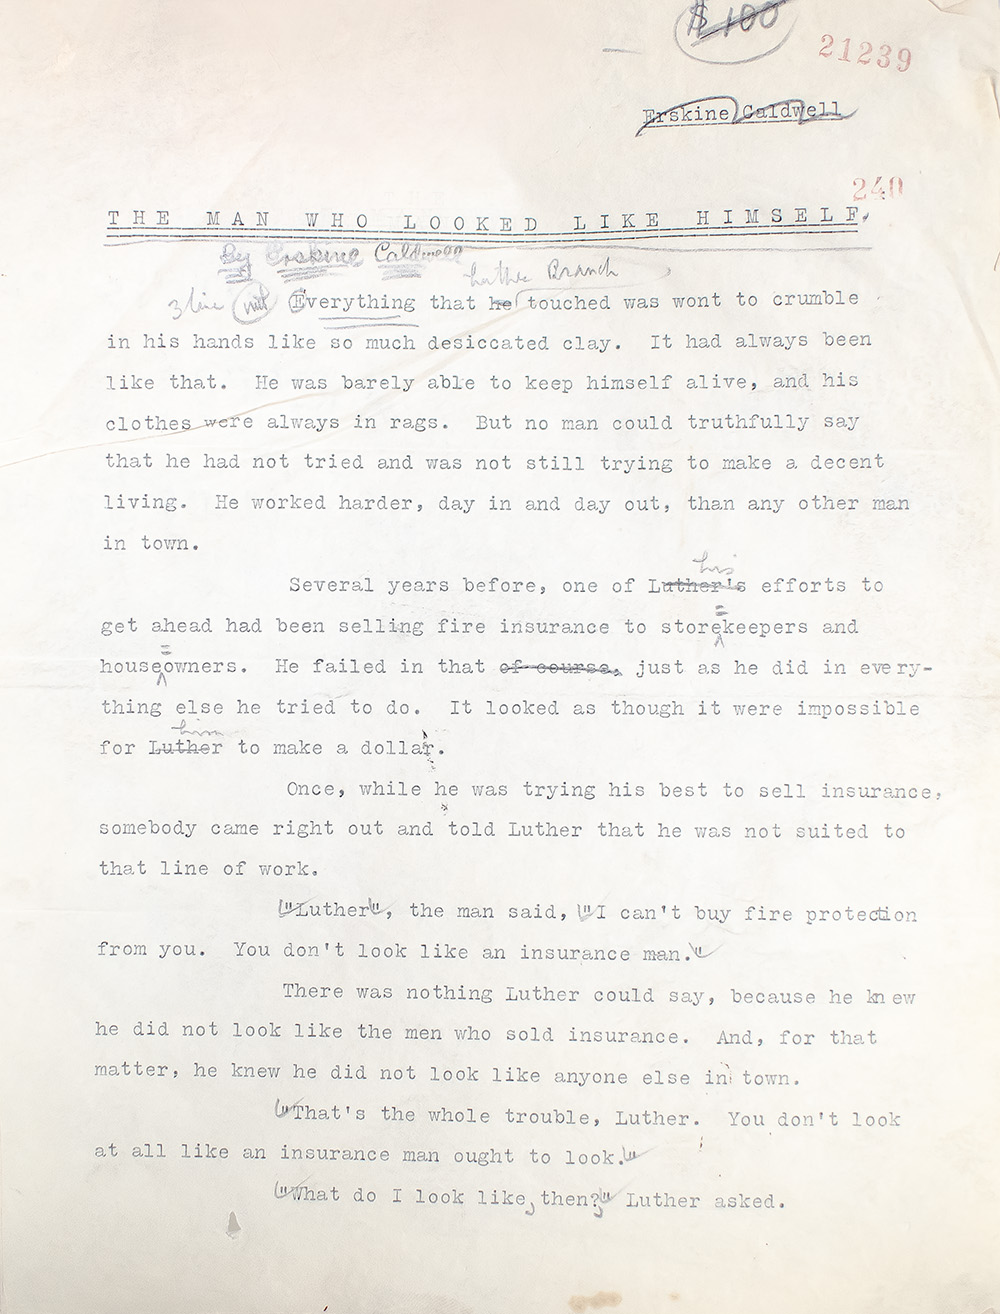 $100
21239
Erskine Caldwell
240
THE MAN WHO LOOKED LIKE HIMSELF.
By Erskine Caldwell
Luther Branch
3 line init Everything that he touched was wont to crumble
in his hands like so much desiccated clay. It had always been
like that. He was barely able to keep himself alive, and his
clothes were always in rags. But no man could truthfully say
that he had not tried and was not still trying to make a decent
living. He worked harder, day in and day out, than any other man
in town.
his
Several years before, one of Luther's efforts to
get ahead had been selling fire insurance to storekeepers and
houseowners. He failed in that of course, just as he did in every-
thing else he tried to do. It looked as though it were impossible
him
for Luther to make a dollar.
Once, while he was trying his best to sell insurance,
somebody came right out and told Luther that he was not suited to
that line of work.
"Luther", the man said, "I can't buy fire protection
from you. You don't look like an insurance man."
There was nothing Luther could say, because he knew
he did not look like the men who sold insurance. And, for that
matter, he knew he did not look like anyone else in town.
"That's the whole trouble, Luther. You don't look
at all like an insurance man ought to look."
"What do I look like, then?" Luther asked.